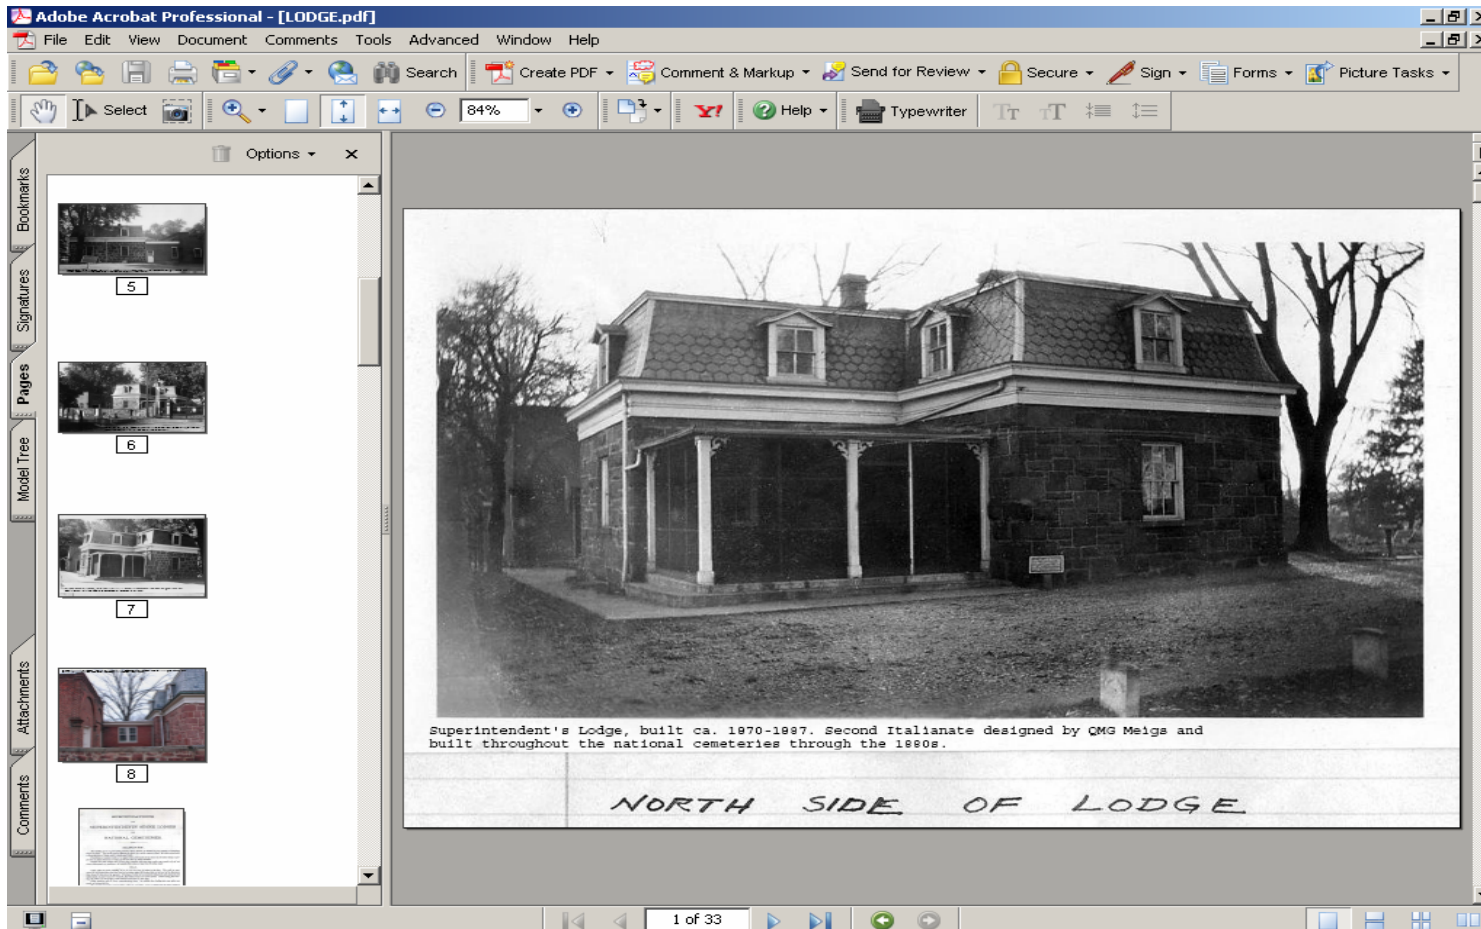 Adobe Acrobat Professional - [LODGE.pdf]
File Edit View Document Comments Tools Advanced Window Help
Search Create PDF Comment & Markup Send for Review Secure Sign Forms Picture Tasks
Select 84% Y! Help Typewriter TT TT
Options
Bookmarks
Signatures
Pages
Model Tree
Attachments
Comments
5
6
7
8
Superintendent's Lodge, built ca. 1870-1887. Second Italianate designed by QMG Meigs and
built throughout the national cemeteries through the 1880s.
NORTH SIDE OF LODGE
1 of 33